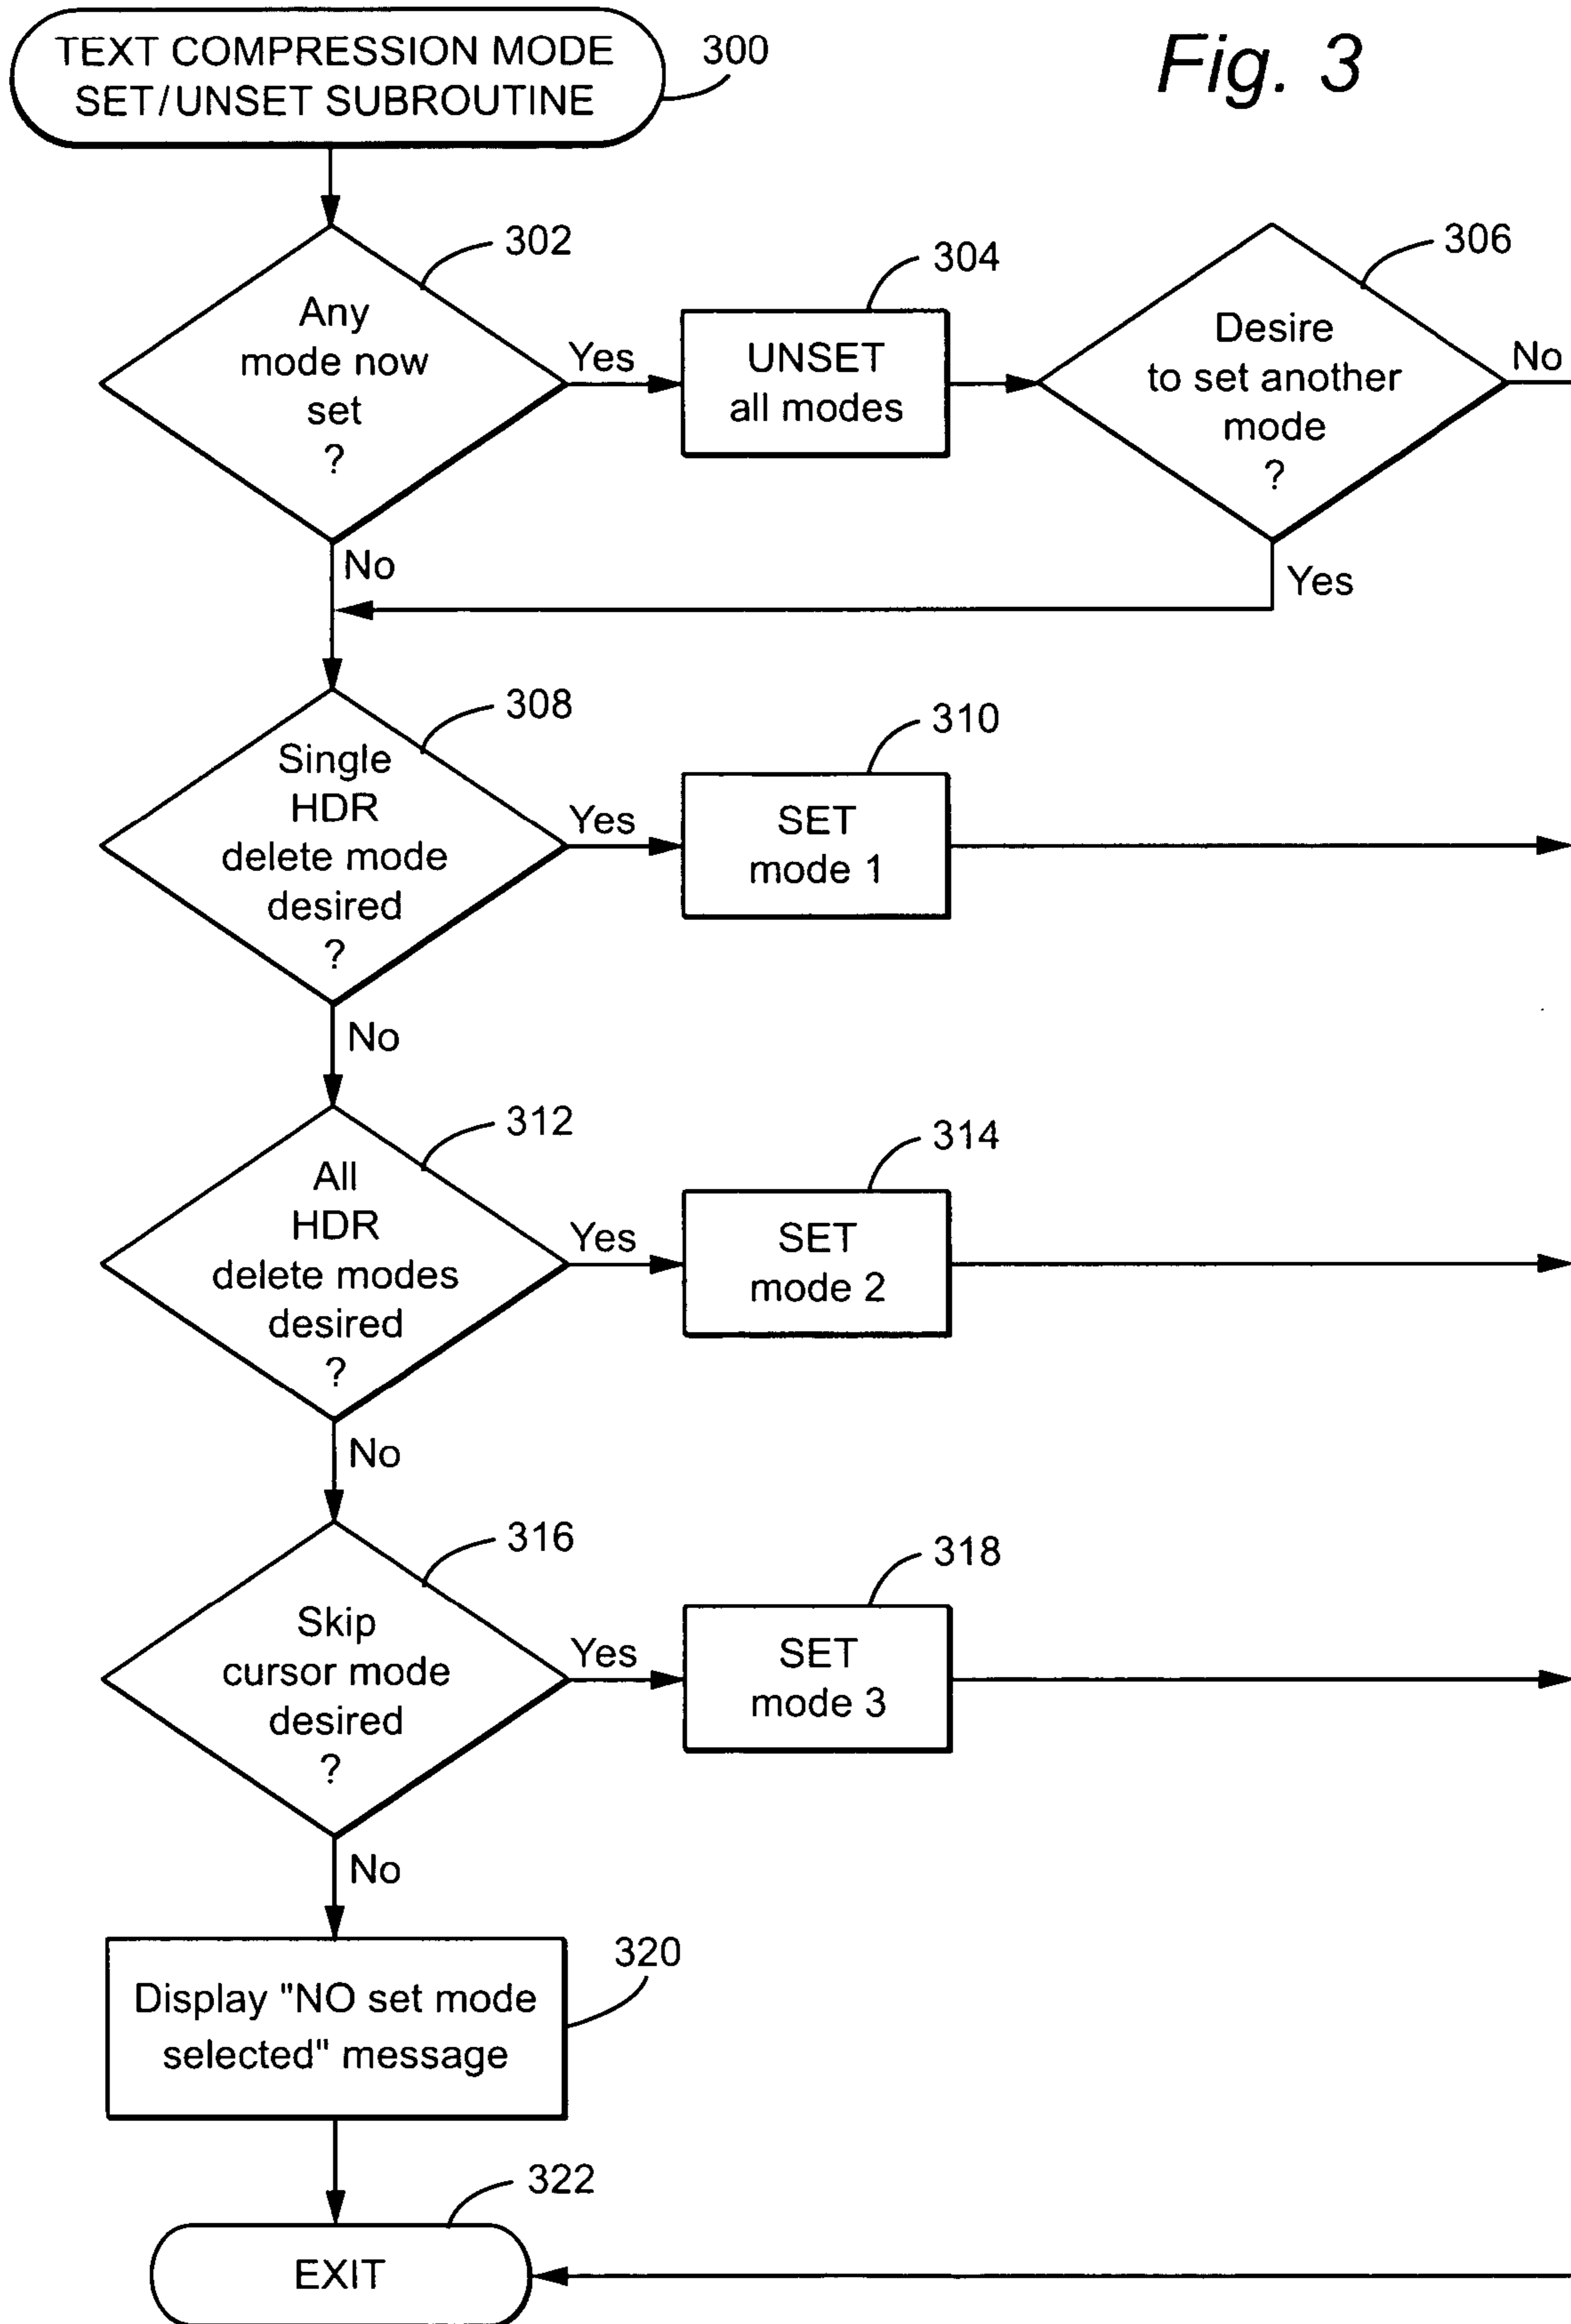 TEXT COMPRESSION MODE
SET/UNSET SUBROUTINE
300
Fig. 3
302
Any
mode now
set
?
Yes
No
304
UNSET
all modes
306
Desire
to set another
mode
?
No
Yes
308
Single
HDR
delete mode
desired
?
Yes
No
310
SET
mode 1
312
All
HDR
delete modes
desired
?
Yes
No
314
SET
mode 2
316
Skip
cursor mode
desired
?
Yes
No
318
SET
mode 3
320
Display "NO set mode
selected" message
322
EXIT